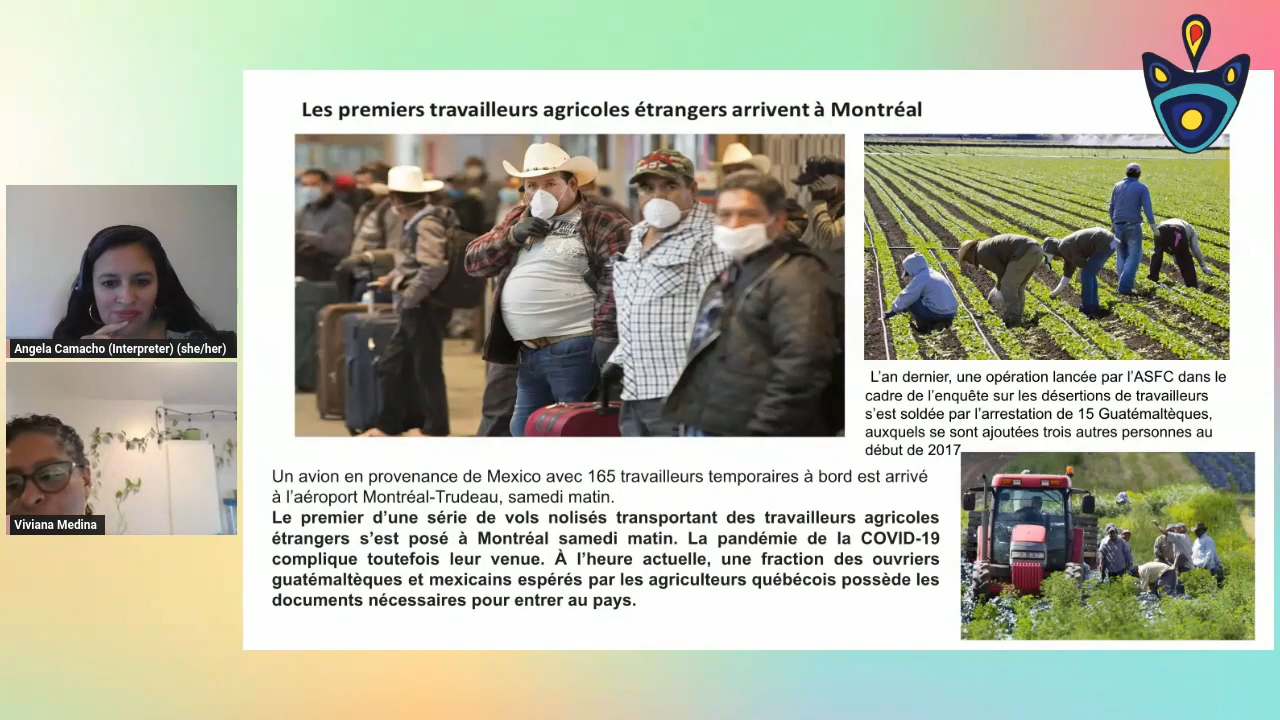 Les premiers travailleurs agricoles étrangers arrivent à Montréal
L’an dernier, une opération lancée par l’ASFC dans le
cadre de l’enquête sur les désertions de travailleurs
s’est soldée par l’arrestation de 15 Guatémaltèques,
auxquels se sont ajoutées trois autres personnes au
début de 2017
Un avion en provenance de Mexico avec 165 travailleurs temporaires à bord est arrivé
à l’aéroport Montréal-Trudeau, samedi matin.
Le premier d’une série de vols nolisés transportant des travailleurs agricoles
étrangers s’est posé à Montréal samedi matin. La pandémie de la COVID-19
complique toutefois leur venue. À l’heure actuelle, une fraction des ouvriers
guatémaltèques et mexicains espérés par les agriculteurs québécois possède les
documents nécessaires pour entrer au pays.
Angela Camacho (Interpreter) (she/her)
Viviana Medina